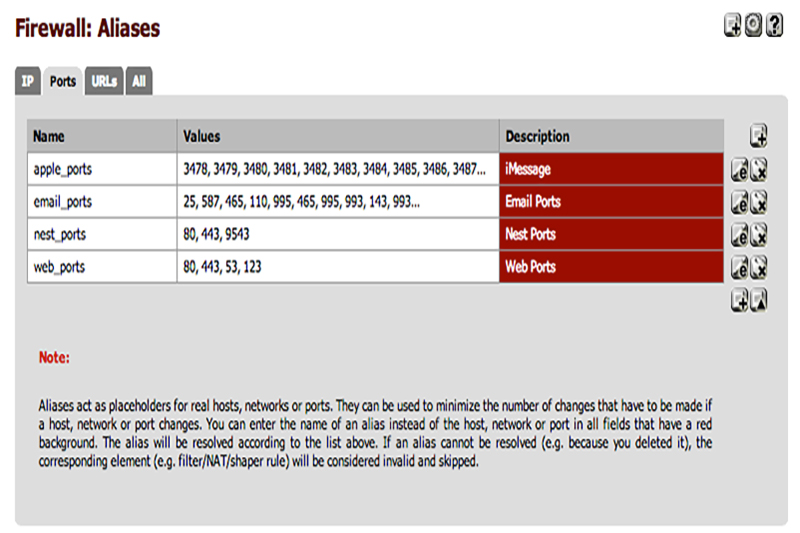 Firewall: Aliases
IP Ports URLs All
Name Values Description
apple_ports 3478, 3479, 3480, 3481, 3482, 3483, 3484, 3485, 3486, 3487... iMessage
email_ports 25, 587, 465, 110, 995, 465, 995, 993, 143, 993... Email Ports
nest_ports 80, 443, 9543 Nest Ports
web_ports 80, 443, 53, 123 Web Ports
Note:
Aliases act as placeholders for real hosts, networks or ports. They can be used to minimize the number of changes that have to be made if
a host, network or port changes. You can enter the name of an alias instead of the host, network or port in all fields that have a red
background. The alias will be resolved according to the list above. If an alias cannot be resolved (e.g. because you deleted it), the
corresponding element (e.g. filter/NAT/shaper rule) will be considered invalid and skipped.